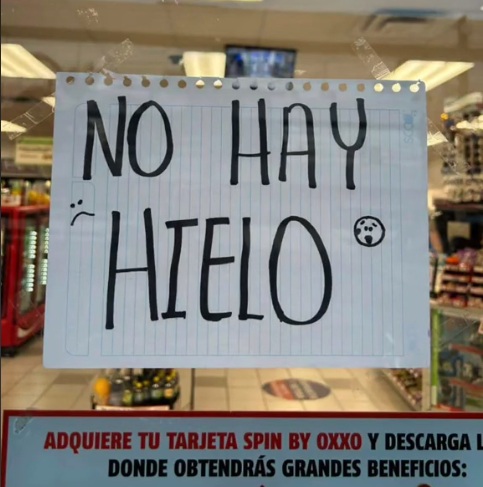 NO HAY
HIELO
ADQUIERE TU TARJETA SPIN BY OXXO Y DESCARGA
DONDE OBTENDRÁS GRANDES BENEFICIOS: